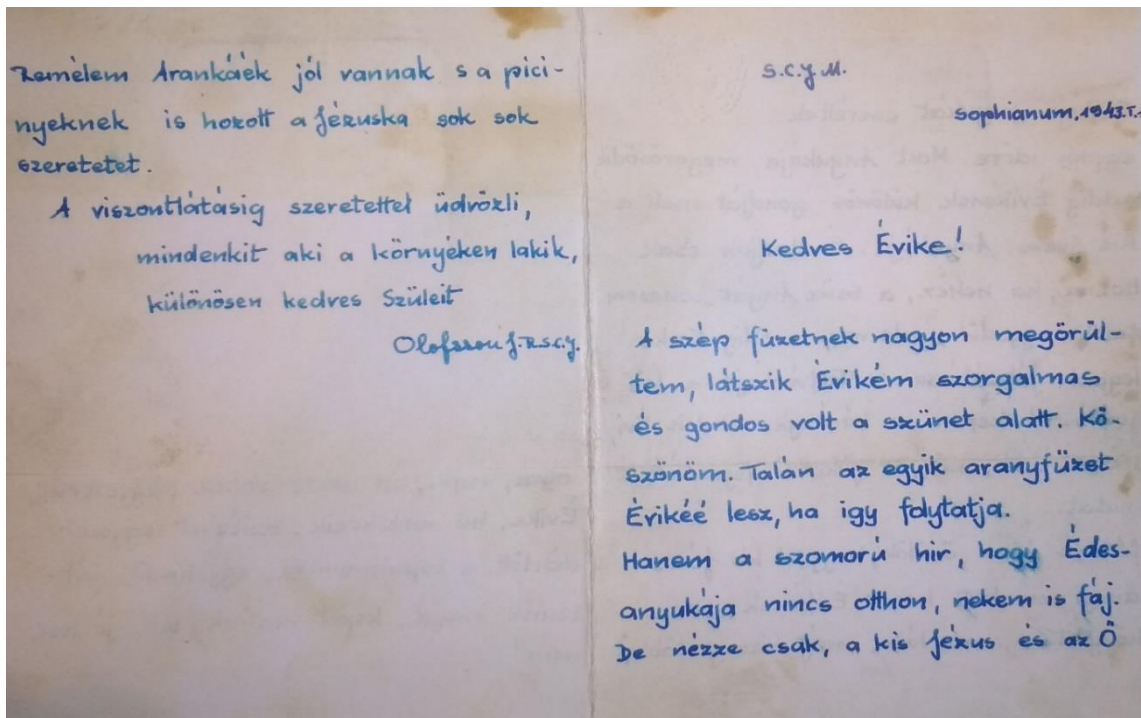 Remélem Arankáék jól vannak s a pici-
nyeknek is hozott a Jézuska sok sok
szeretetet.
A viszontlátásig szeretettel üdvözli,
mindenkit aki a környéken lakik,
különösen kedves Szüleit
Olofsson J. R.S.C.J.
S.C.J.M.
Sophianum, 1943.I.
Kedves Évike!
A szép füzetnek nagyon megörül-
tem, látszik Évikém szorgalmas
és gondos volt a szünet alatt. Kö-
szönöm. Talán az egyik aranyfüzet
Évikéé lesz, ha igy folytatja.
Hanem a szomorú hir, hogy Édes-
anyukája nincs otthon, nekem is fáj.
De nézze csak, a kis Jézus és az Ő